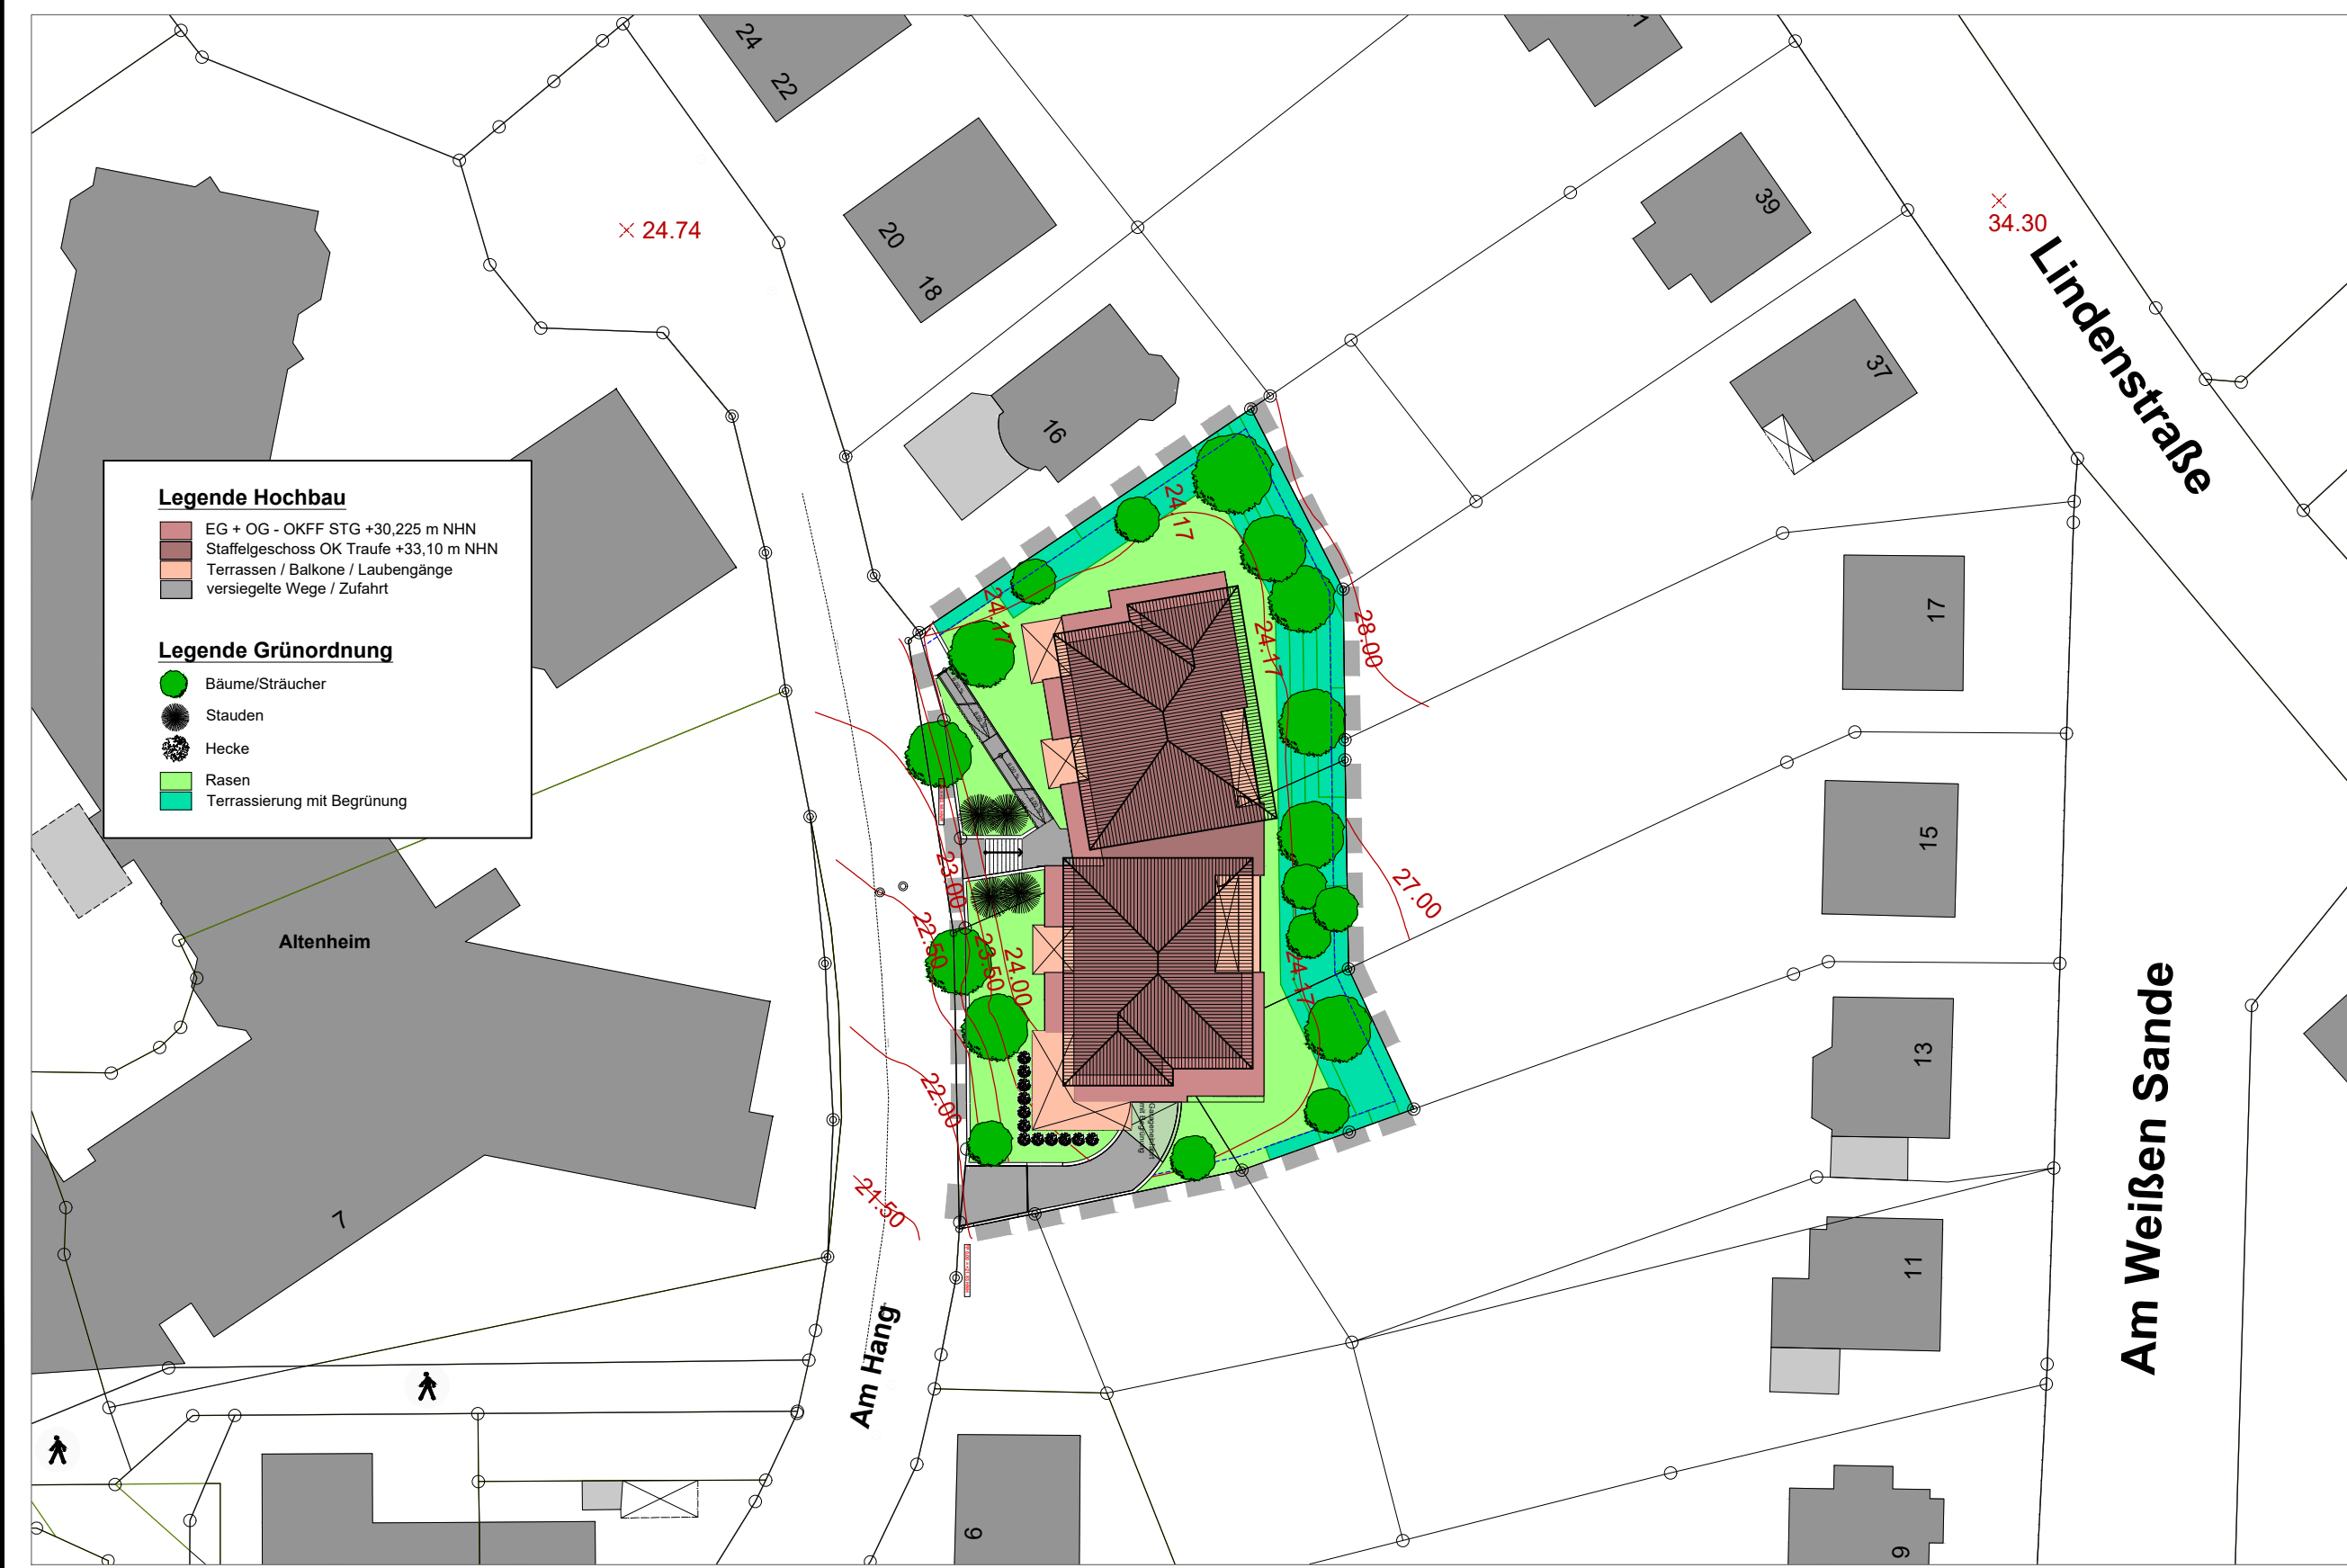 24
22
1
20
18
39
24.74
34.30
Lindenstraße
37
16
24.17
24.17
24.17
28.00
17
Legende Hochbau
EG + OG - OKFF STG +30,225 m NHN
Staffelgeschoss OK Traufe +33,10 m NHN
Terrassen / Balkone / Laubengänge
versiegelte Wege / Zufahrt
Legende Grünordnung
Bäume/Sträucher
Stauden
Hecke
Rasen
Terrassierung mit Begrünung
15
23.00
27.00
22.50
23.50
24.00
24.17
Altenheim
13
22.00
Am Weißen Sande
21.50
7
11
Am Hang
6
9